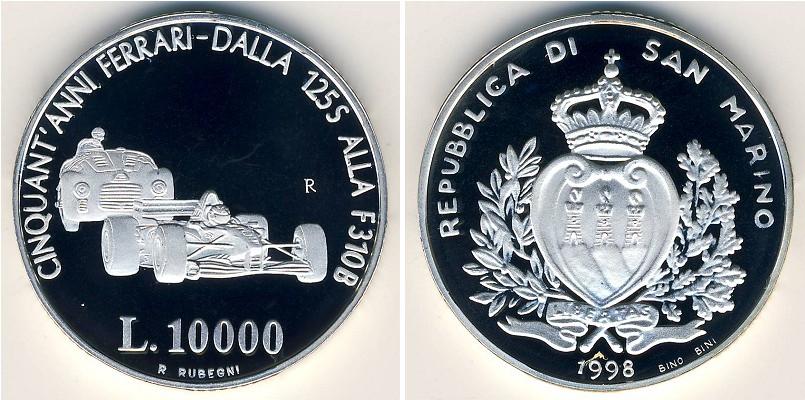 CINQUANT'ANNI FERRARI-DALLA 125S ALLA F310B
R
L. 10000
R RUBEGNI
REPUBBLICA DI SAN MARINO
LIBERTAS
1998
BINO BINI